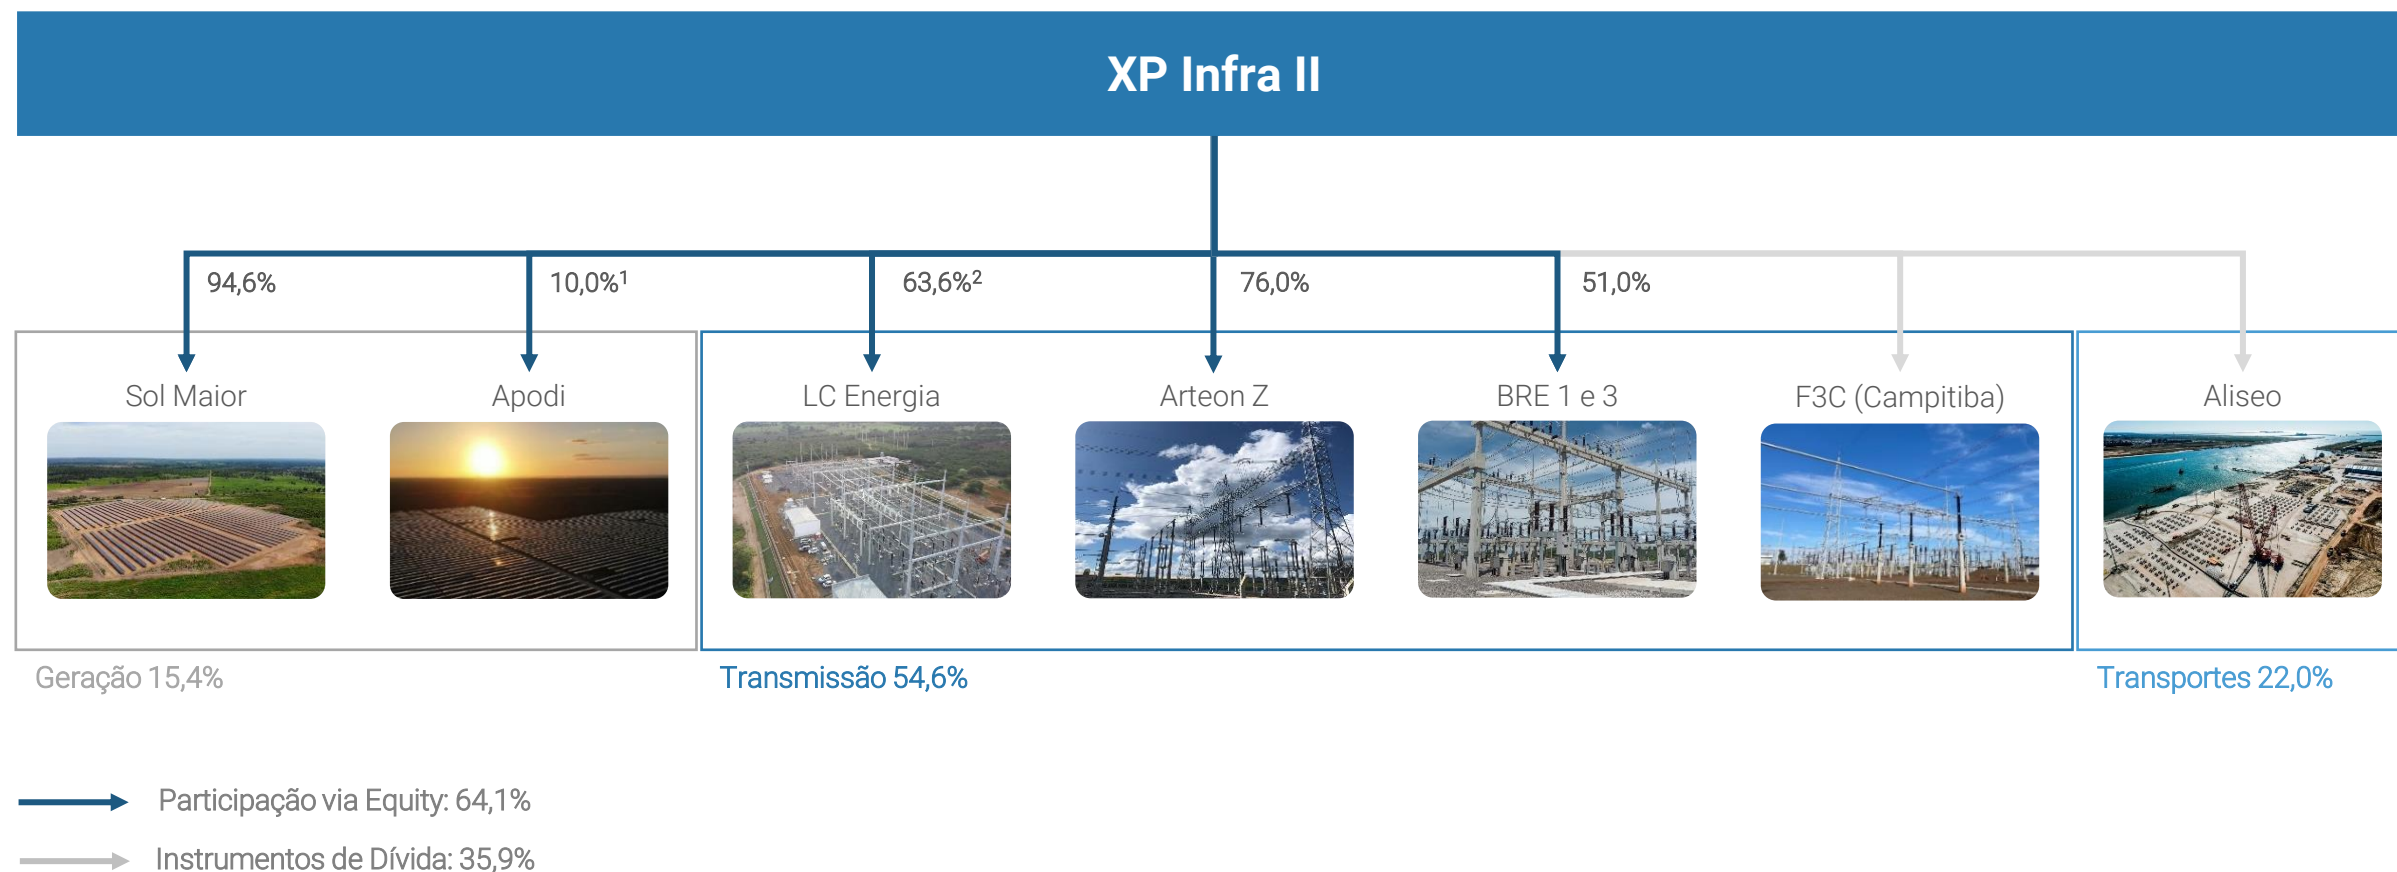 XP Infra II
94,6%
10,0%¹
63,6%²
76,0%
51,0%
Sol Maior
Apodi
LC Energia
Arteon Z
BRE 1 e 3
F3C (Campitiba)
Aliseo
Geração 15,4%
Transmissão 54,6%
Transportes 22,0%
Participação via Equity: 64,1%
Instrumentos de Dívida: 35,9%